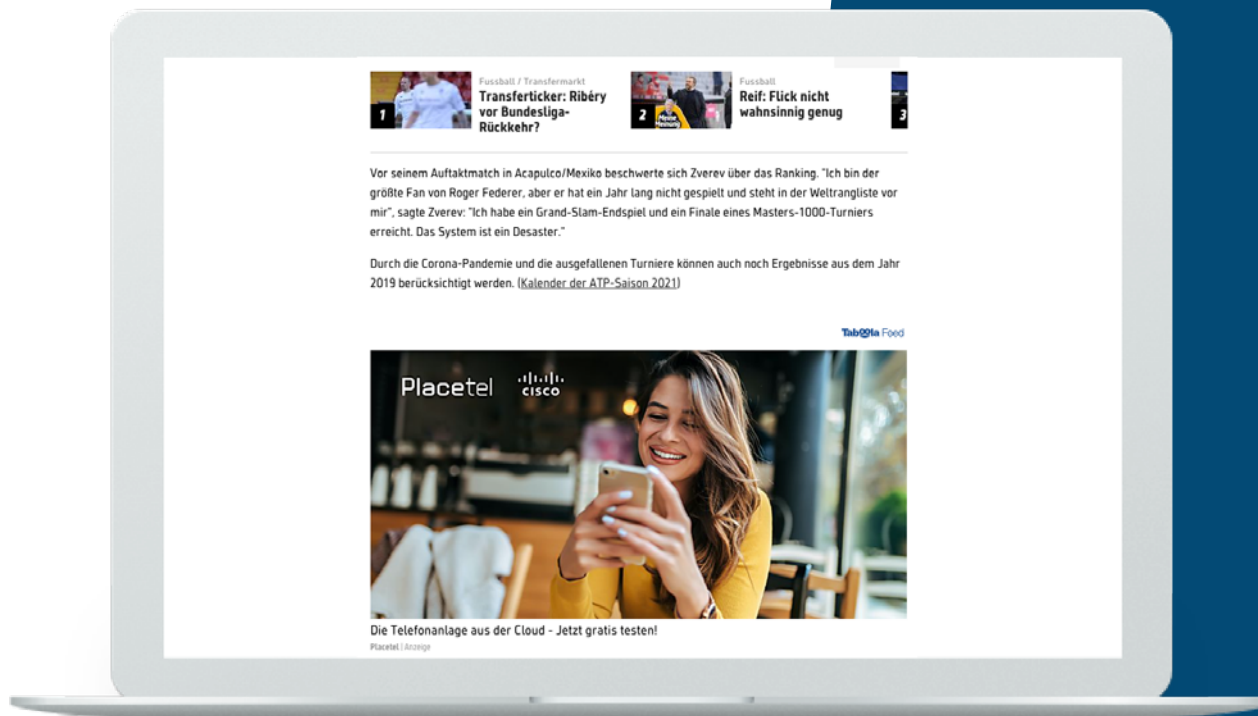 Fussball / Transfermarkt
Transferticker: Ribéry
vor Bundesliga-
Rückkehr?
1
Fussball
Reif: Flick nicht
wahnsinnig genug
2
Meine
Meinung
3
Vor seinem Auftaktmatch in Acapulco/Mexiko beschwerte sich Zverev über das Ranking. "Ich bin der
größte Fan von Roger Federer, aber er hat ein Jahr lang nicht gespielt und steht in der Weltrangliste vor
mir", sagte Zverev: "Ich habe ein Grand-Slam-Endspiel und ein Finale eines Masters-1000-Turniers
erreicht. Das System ist ein Desaster."
Durch die Corona-Pandemie und die ausgefallenen Turniere können auch noch Ergebnisse aus dem Jahr
2019 berücksichtigt werden. (Kalender der ATP-Saison 2021)
Taboola Feed
Placetel
cisco
Die Telefonanlage aus der Cloud - Jetzt gratis testen!
Placetel | Anzeige